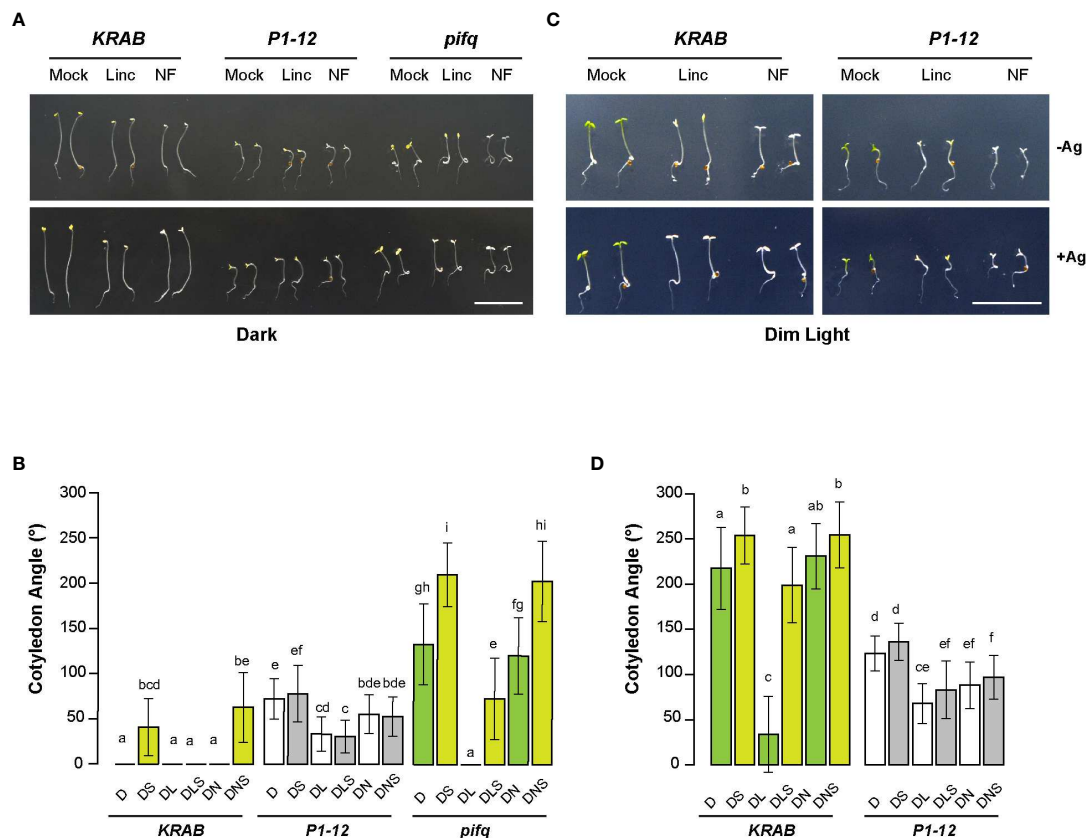 A
KRAB P1-12 pifq
Mock Linc NF Mock Linc NF Mock Linc NF
Dark
C
KRAB P1-12
Mock Linc NF Mock Linc NF
-Ag
+Ag
Dim Light
B
Cotyledon Angle (°)
300
250
200
150
100
50
0
a bcd a a a be e ef cd c bde bde gh i a e fg hi
D DS DL DLS DN DNS D DS DL DLS DN DNS D DS DL DLS DN DNS
KRAB P1-12 pifq
D
Cotyledon Angle (°)
300
250
200
150
100
50
0
a b c a ab b d d ce ef ef f
D DS DL DLS DN DNS D DS DL DLS DN DNS
KRAB P1-12